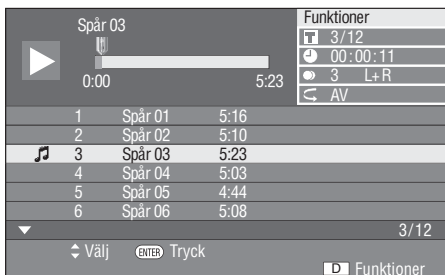 Spår 03
0:00 5:23
Funktioner
T 3/12
00:00:11
3 L+R
AV
1 Spår 01 5:16
2 Spår 02 5:10
3 Spår 03 5:23
4 Spår 04 5:03
5 Spår 05 4:44
6 Spår 06 5:08
3/12
Välj ENTER Tryck
D Funktioner